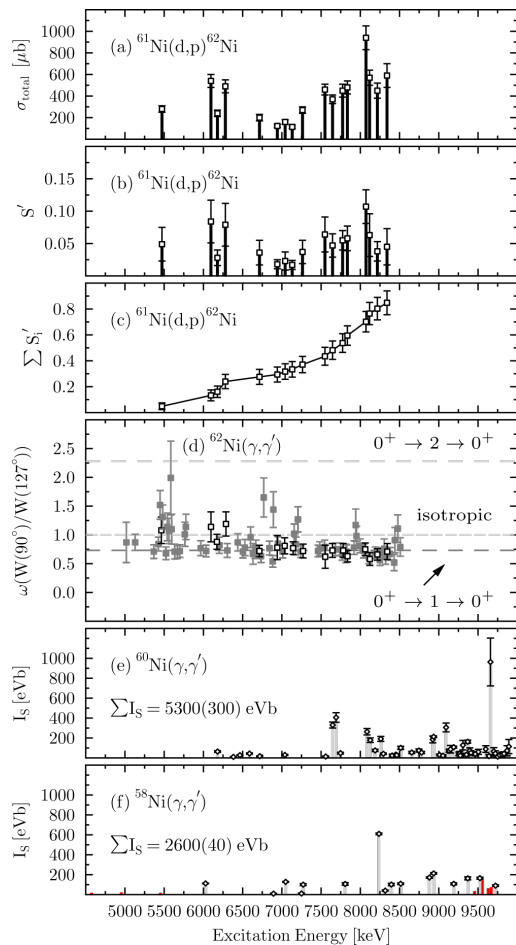 1000
800
600
400
200
σtotal [μb]
(a) ⁶¹Ni(d,p)⁶²Ni
0.15
0.10
0.05
S′
(b) ⁶¹Ni(d,p)⁶²Ni
0.8
0.6
0.4
0.2
∑ S′ᵢ
(c) ⁶¹Ni(d,p)⁶²Ni
2.5
2.0
1.5
1.0
0.5
0.0
ω(W(90°)/W(127°))
(d) ⁶²Ni(γ,γ′)
0⁺ → 2 → 0⁺
isotropic
0⁺ → 1 → 0⁺
1000
800
600
400
200
I_S [eVb]
(e) ⁶⁰Ni(γ,γ′)
∑I_S = 5300(300) eVb
1000
800
600
400
200
I_S [eVb]
(f) ⁵⁸Ni(γ,γ′)
∑I_S = 2600(40) eVb
5000 5500 6000 6500 7000 7500 8000 8500 9000 9500
Excitation Energy [keV]